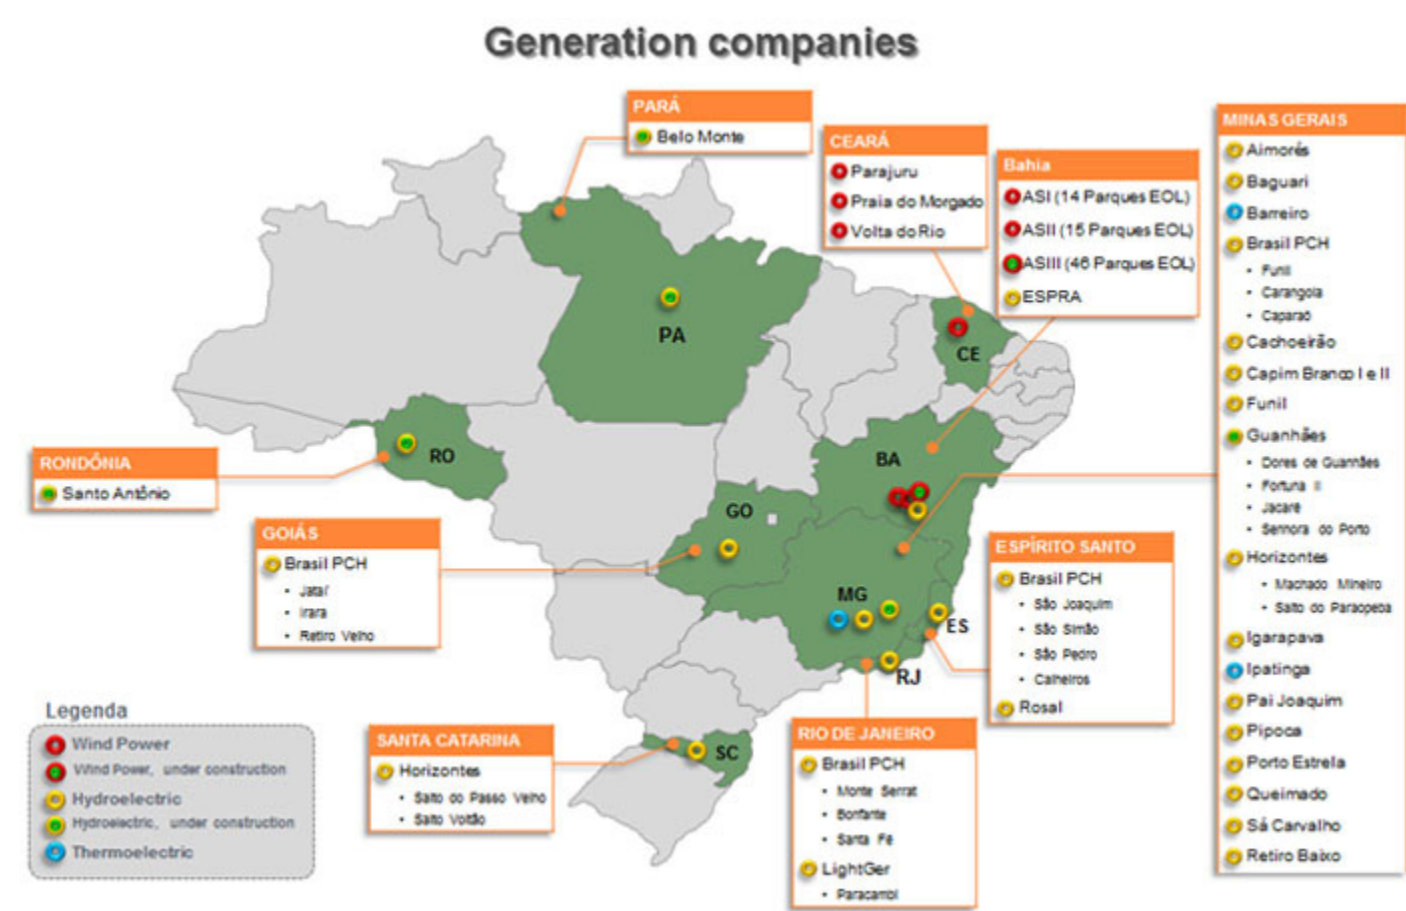 Generation companies
PARÁ
Belo Monte
CEARÁ
Parajuru
Praia do Morgado
Volta do Rio
Bahia
ASI (14 Parques EOL)
ASII (15 Parques EOL)
ASIII (46 Parques EOL)
ESPRA
MINAS GERAIS
Aimorés
Baguari
Barreiro
Brasil PCH
• Funil
• Carangola
• Caparaó
Cachoeirão
Capim Branco I e II
Funil
Guanhães
• Dores de Guanhães
• Fortuna II
• Jacaré
• Senhora do Porto
Horizontes
• Machado Mineiro
• Salto do Paraopeba
Igarapava
Ipatinga
Pai Joaquim
Pipoca
Porto Estrela
Queimado
Sá Carvalho
Retiro Baixo
PA
CE
RO
BA
GO
MG
ES
RJ
SC
RONDÔNIA
Santo Antônio
GOIÁS
Brasil PCH
• Jataí
• Irara
• Retiro Velho
ESPÍRITO SANTO
Brasil PCH
• São Joaquim
• São Simão
• São Pedro
• Calheiros
Rosal
SANTA CATARINA
Horizontes
• Salto do Passo Velho
• Salto Voltão
RIO DE JANEIRO
Brasil PCH
• Monte Serrat
• Bonfante
• Santa Fé
LightGer
• Paracambi
Legenda
Wind Power
Wind Power, under construction
Hydroelectric
Hydroelectric, under construction
Thermoelectric